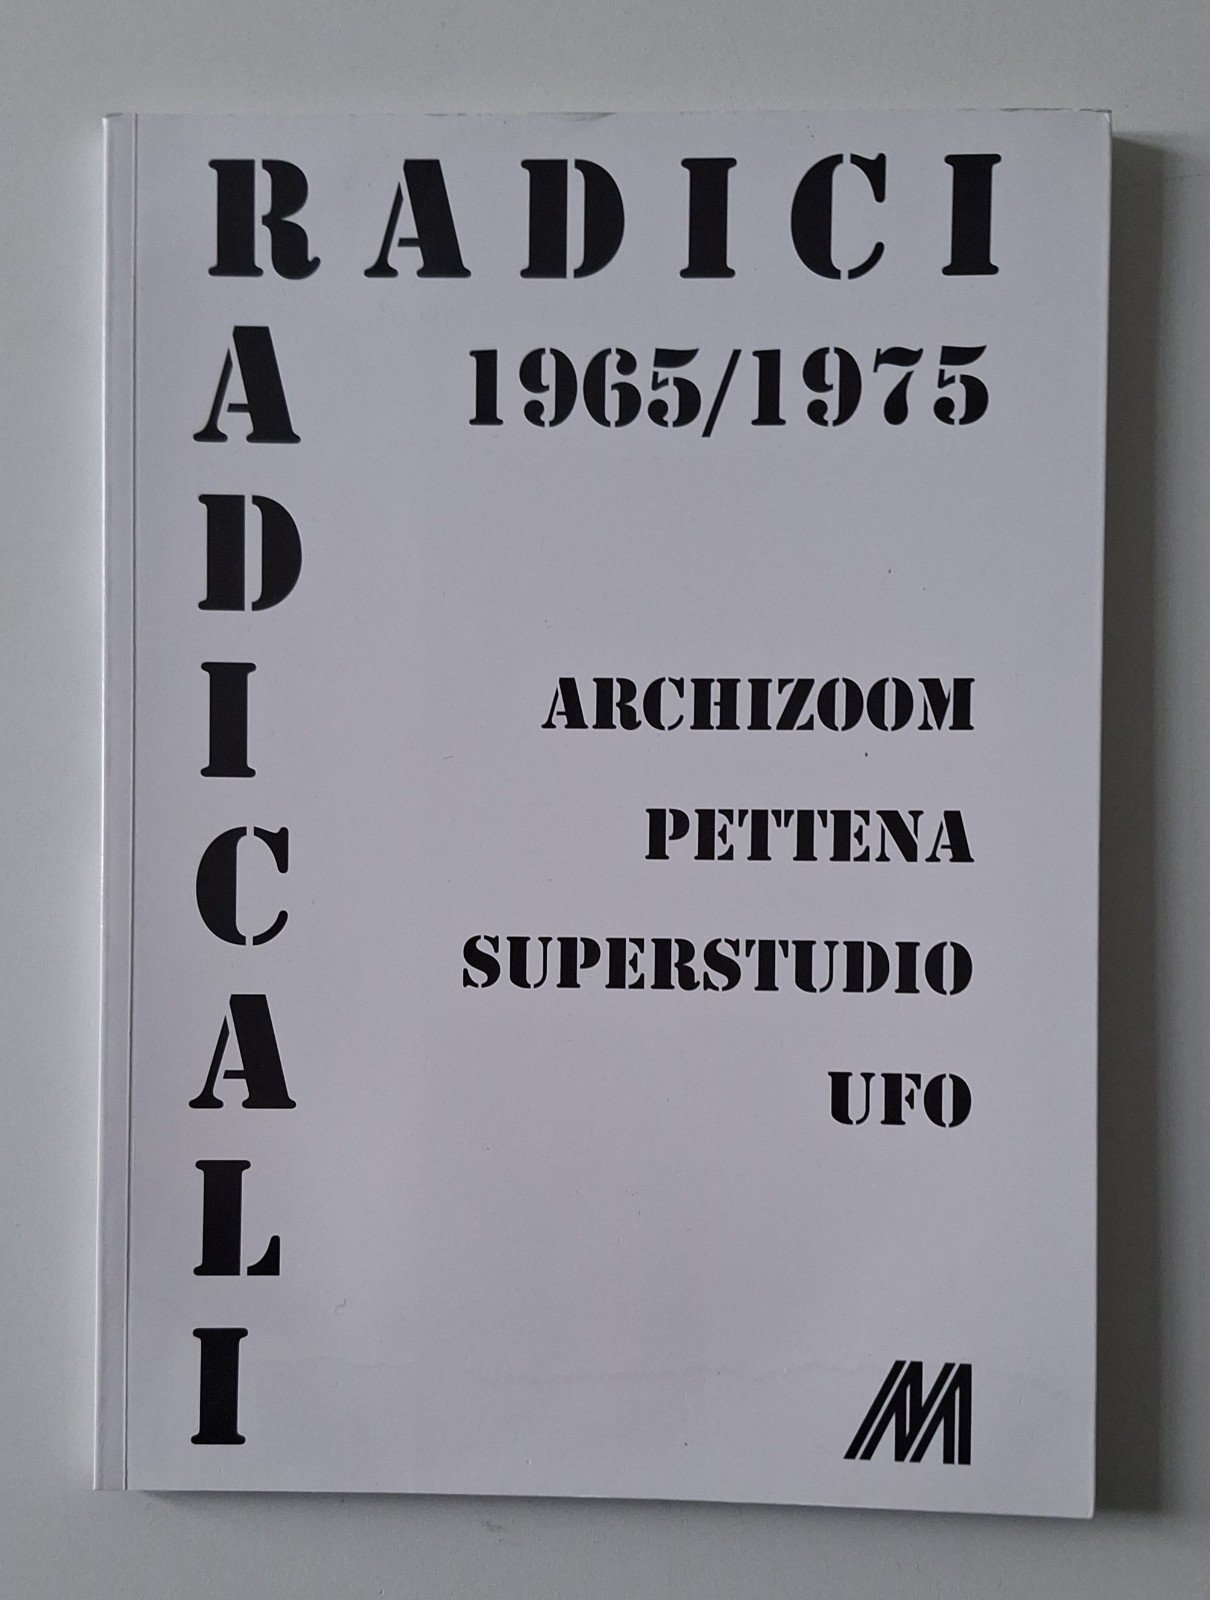 RADICI
RADICALI
1965/1975
ARCHIZOOM
PETTENA
SUPERSTUDIO
UFO